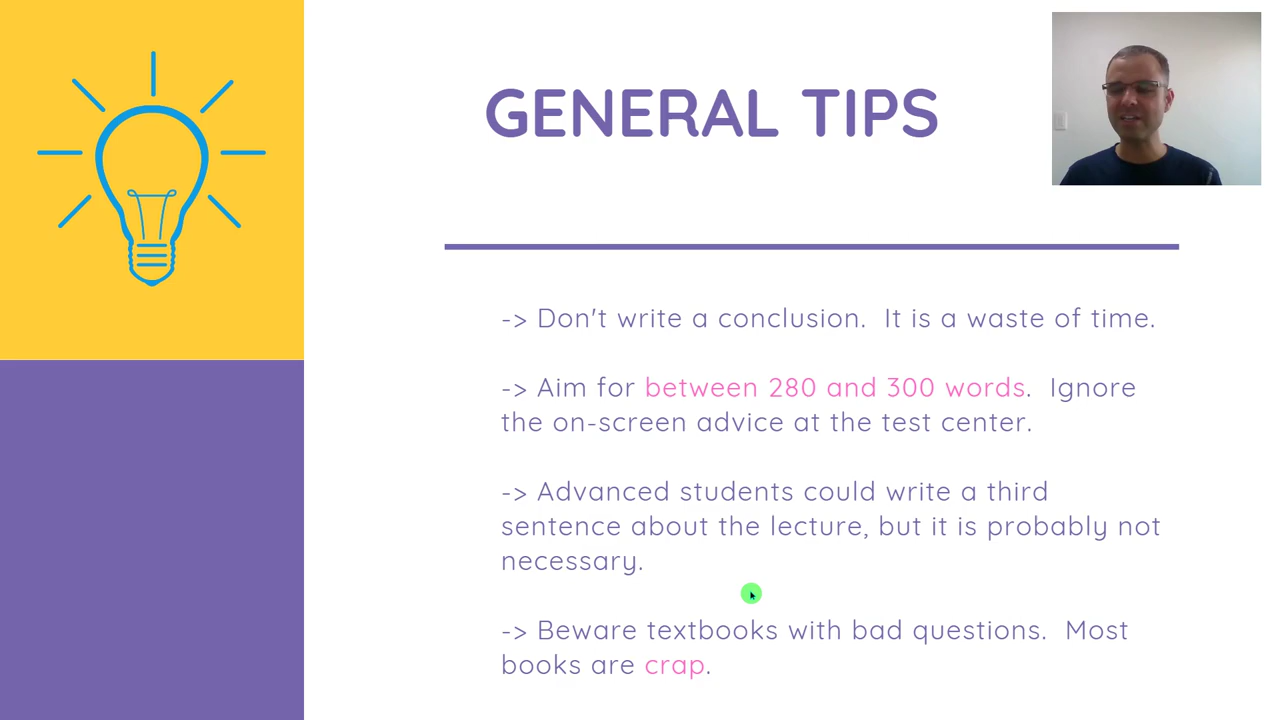 GENERAL TIPS
-> Don't write a conclusion.  It is a waste of time.
-> Aim for between 280 and 300 words.  Ignore
the on-screen advice at the test center.
-> Advanced students could write a third
sentence about the lecture, but it is probably not
necessary.
-> Beware textbooks with bad questions.  Most
books are crap.